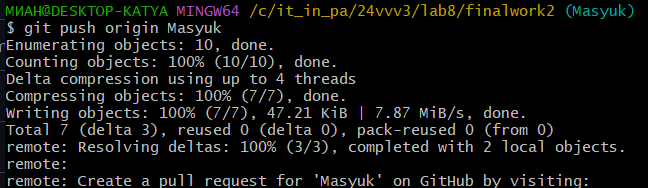 МИАН@DESKTOP-KATYA MINGW64 /c/it_in_pa/24vvv3/lab8/finalwork2 (Masyuk)
$ git push origin Masyuk
Enumerating objects: 10, done.
Counting objects: 100% (10/10), done.
Delta compression using up to 4 threads
Compressing objects: 100% (7/7), done.
Writing objects: 100% (7/7), 47.21 KiB | 7.87 MiB/s, done.
Total 7 (delta 3), reused 0 (delta 0), pack-reused 0 (from 0)
remote: Resolving deltas: 100% (3/3), completed with 2 local objects.
remote:
remote: Create a pull request for 'Masyuk' on GitHub by visiting: